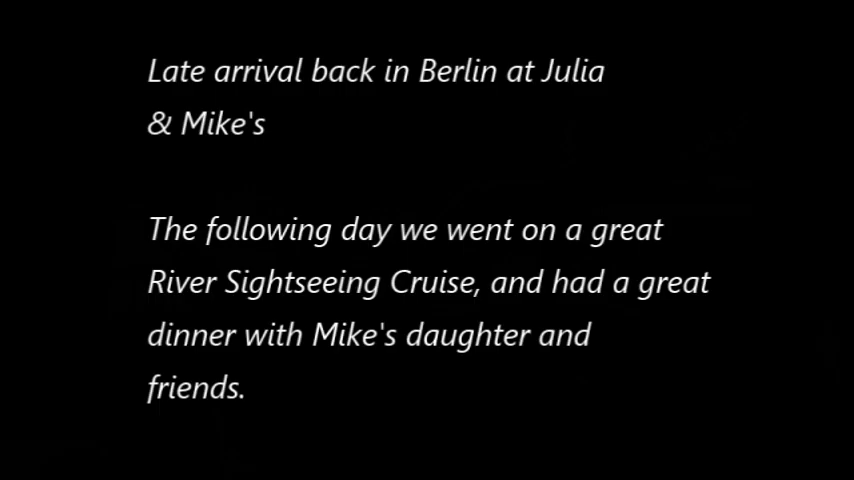 Late arrival back in Berlin at Julia
& Mike's
The following day we went on a great
River Sightseeing Cruise, and had a great
dinner with Mike's daughter and
friends.